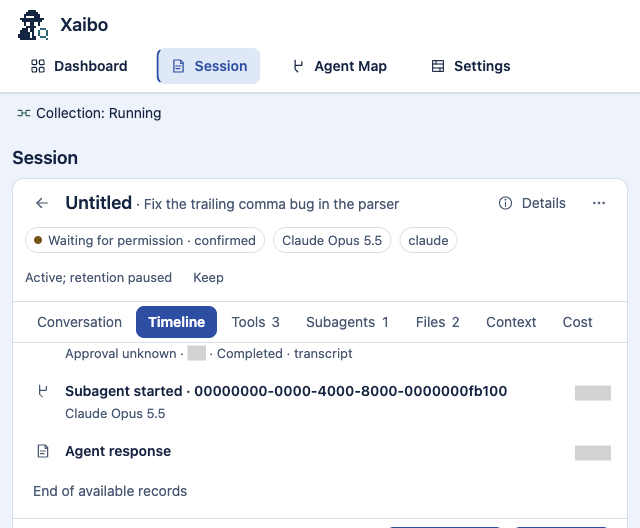 Xaibo
Dashboard Session Agent Map Settings
Collection: Running
Session
Untitled · Fix the trailing comma bug in the parser Details ···
Waiting for permission · confirmed Claude Opus 5.5 claude
Active; retention paused Keep
Conversation Timeline Tools 3 Subagents 1 Files 2 Context Cost
Approval unknown · · Completed · transcript
Subagent started · 00000000-0000-4000-8000-0000000fb100
Claude Opus 5.5
Agent response
End of available records